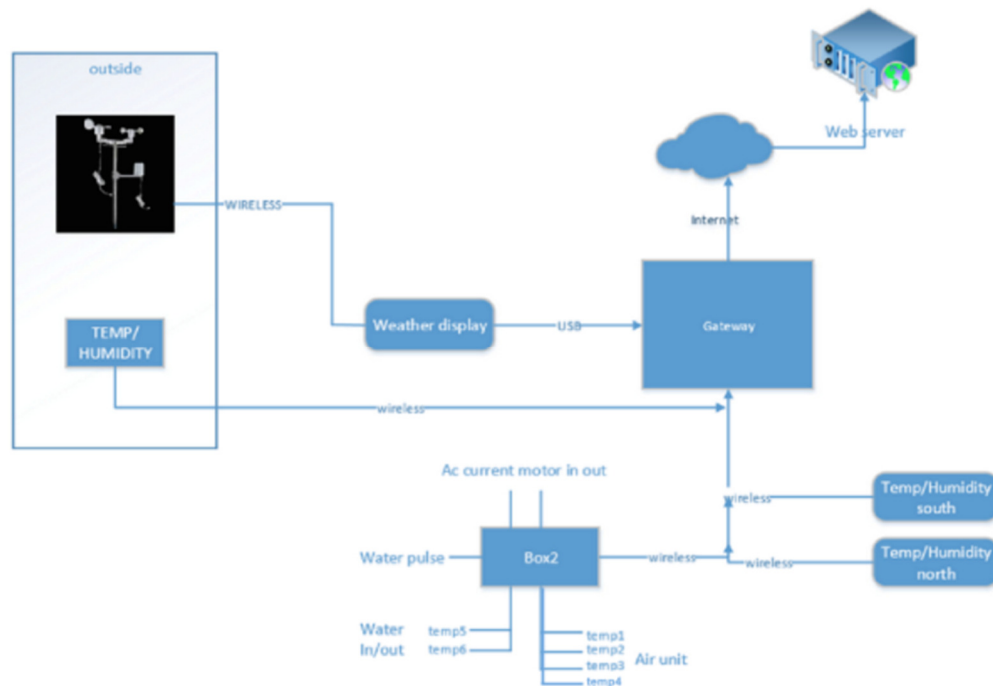 outside
Web server
WIRELESS
Internet
TEMP/
HUMIDITY
Weather display
USB
Gateway
wireless
Ac current motor in out
wireless
Temp/Humidity
south
Water pulse
Box2
wireless
wireless
Temp/Humidity
north
Water
In/out
temp5
temp6
temp1
temp2
temp3
temp4
Air unit